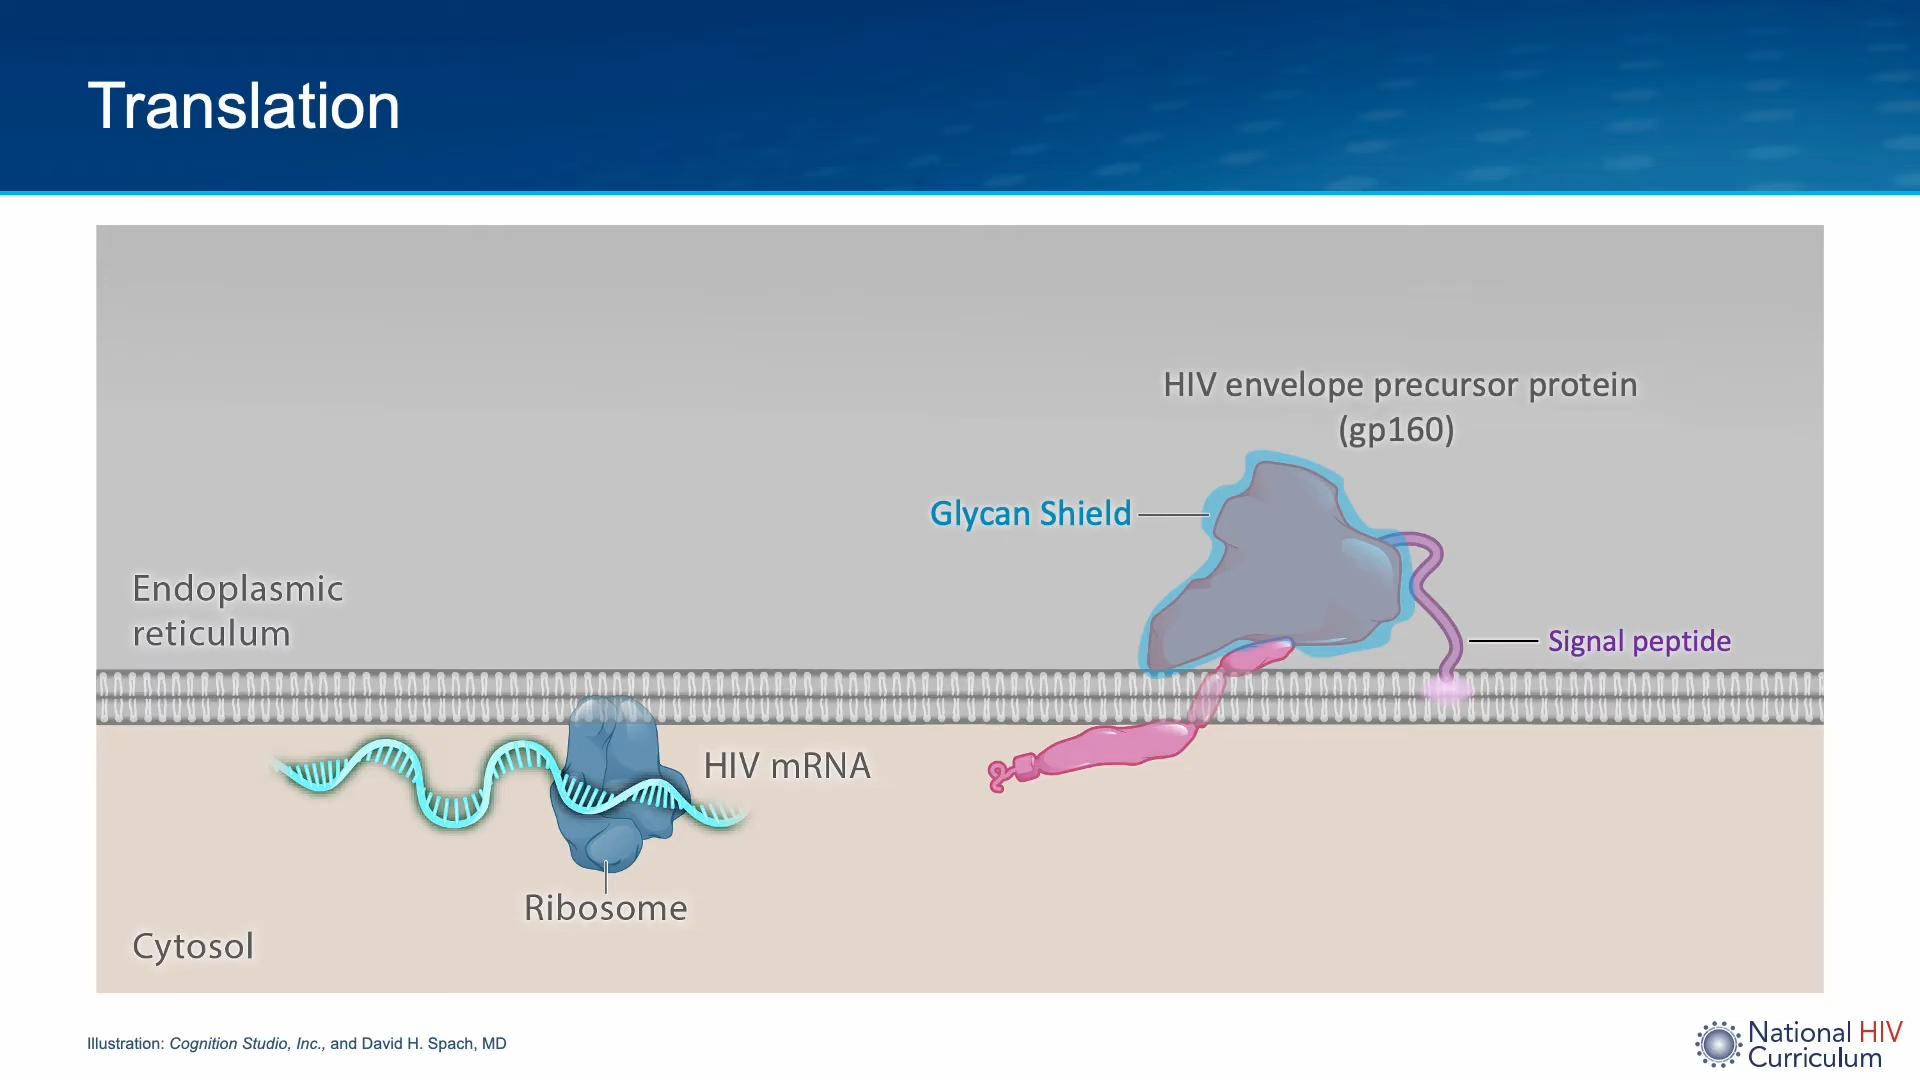 Translation
HIV envelope precursor protein
(gp160)
Glycan Shield
Endoplasmic
reticulum
Signal peptide
HIV mRNA
Ribosome
Cytosol
Illustration: Cognition Studio, Inc., and David H. Spach, MD
National HIV
Curriculum